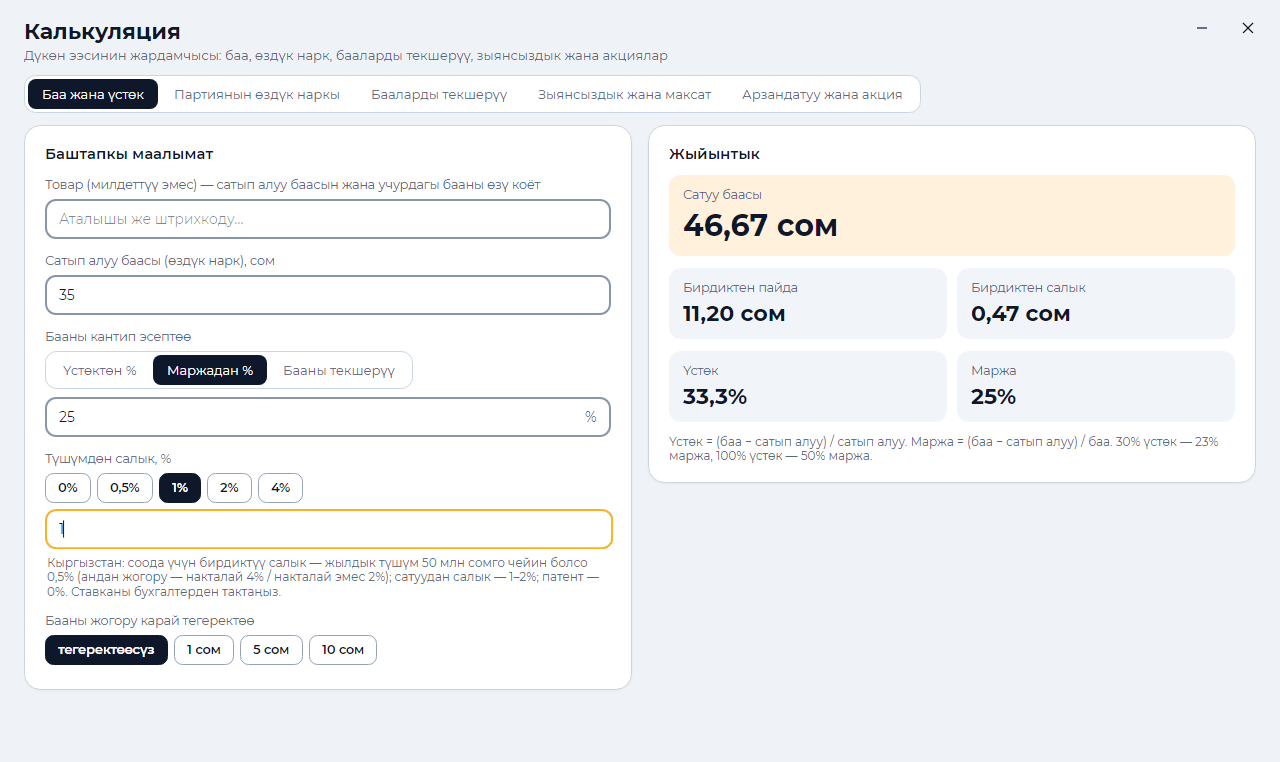 Калькуляция
Дүкөн ээсинин жардамчысы: баа, өздүк нарк, бааларды текшерүү, зыянсыздык жана акциялар
Баа жана үстөк
Партиянын өздүк наркы
Бааларды текшерүү
Зыянсыздык жана максат
Арзандатуу жана акция
Баштапкы маалымат
Товар (милдеттүү эмес) — сатып алуу баасын жана учурдагы бааны өзү коёт
Аталышы же штрихкоду...
Сатып алуу баасы (өздүк нарк), сом
35
Бааны кантип эсептөө
Үстөктөн %
Маржадан %
Бааны текшерүү
25 %
Түшүмдөн салык, %
0%
0,5%
1%
2%
4%
1
Кыргызстан: соода үчүн бирдиктүү салык — жылдык түшүм 50 млн сомго чейин болсо
0,5% (андан жогору — накталай 4% / накталай эмес 2%); сатуудан салык — 1–2%; патент —
0%. Ставканы бухгалтерден тактаңыз.
Бааны жогору карай тегеректөө
тегеректөөсүз
1 сом
5 сом
10 сом
Жыйынтык
Сатуу баасы
46,67 сом
Бирдиктен пайда
11,20 сом
Бирдиктен салык
0,47 сом
Үстөк
33,3%
Маржа
25%
Үстөк = (баа − сатып алуу) / сатып алуу. Маржа = (баа − сатып алуу) / баа. 30% үстөк — 23%
маржа, 100% үстөк — 50% маржа.